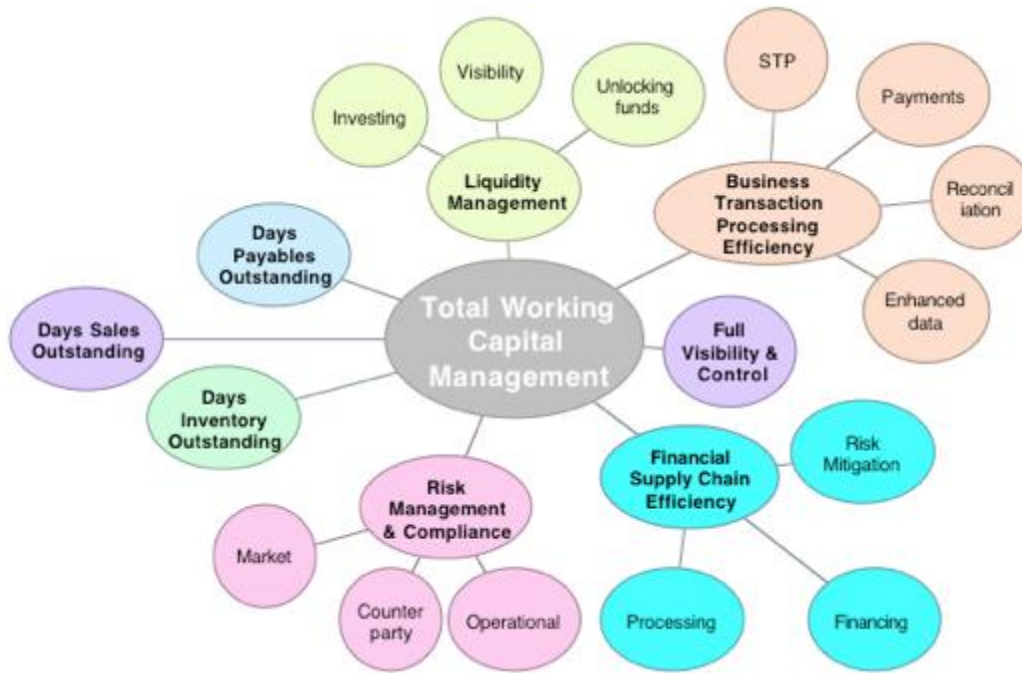 Visibility
STP
Unlocking
funds
Payments
Investing
Liquidity
Management
Business
Transaction
Processing
Efficiency
Reconcil
iation
Days
Payables
Outstanding
Enhanced
data
Total Working
Capital
Management
Days Sales
Outstanding
Full
Visibility &
Control
Days
Inventory
Outstanding
Risk
Mitigation
Financial
Supply Chain
Efficiency
Risk
Management
& Compliance
Market
Counter
party
Operational
Processing
Financing